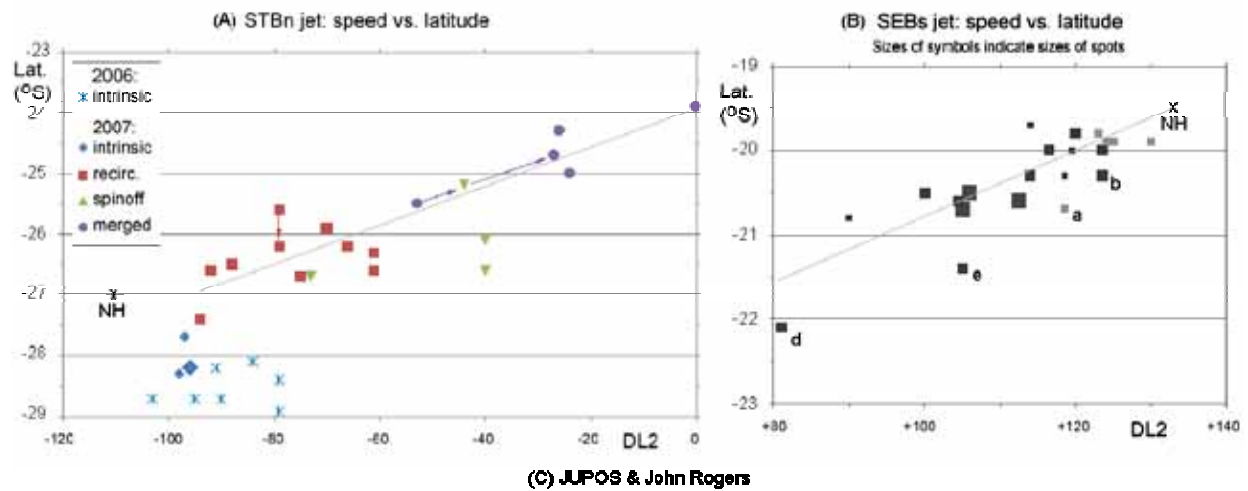 (A) STBn jet: speed vs. latitude
-23
Lat.
(°S)
24
-25
-26
-27
-28
-29
2006:
intrinsic
2007:
intrinsic
recirc.
spinoff
merged
NH
-120
-100
-80
-60
-40
-20
0
DL2
(B) SEBs jet: speed vs. latitude
Sizes of symbols indicate sizes of spots
-19
Lat.
(°S)
-20
-21
-22
-23
NH
b
a
e
d
+80
+100
+120
+140
DL2
(C) JUPOS & John Rogers